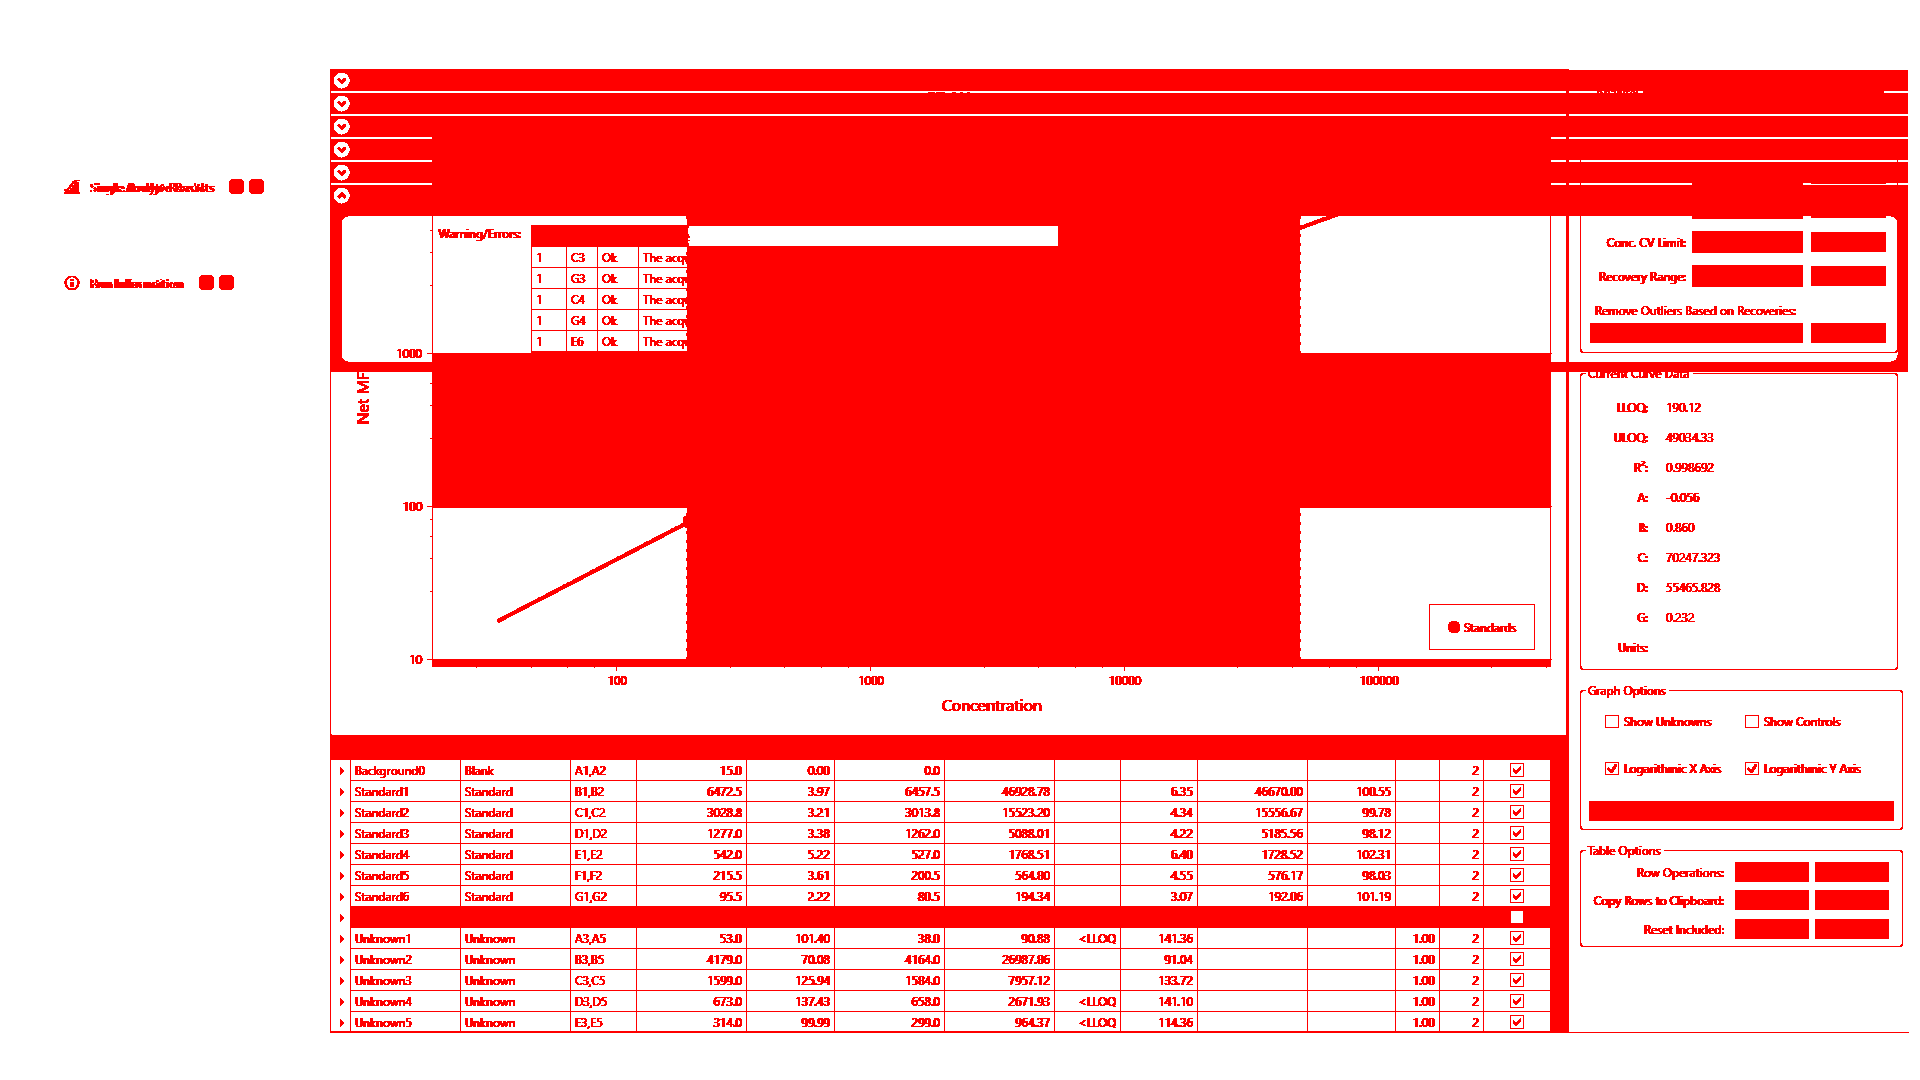 Warning/Errors:
1 C3 Ok The acq
1 G3 Ok The acq
1 C4 Ok The acq
1 G4 Ok The acq
1 E6 Ok The acq
1000
100
10
Net MF
100 1000 10000 100000
Concentration
Standards
Conc. CV Limit:
Recovery Range:
Remove Outliers Based on Recoveries:
Current Curve Data
LLOQ: 190.12
ULOQ: 49034.33
R²: 0.998692
A: -0.056
B: 0.860
C: 70247.323
D: 55465.828
G: 0.232
Units:
Graph Options
Show Unknowns Show Controls
Logarithmic X Axis Logarithmic Y Axis
Table Options
Row Operations:
Copy Rows to Clipboard:
Reset Included:
Background0 Blank A1,A2 15.0 0.00 0.0 2
Standard1 Standard B1,B2 6472.5 3.97 6457.5 46928.78 6.35 46670.00 100.55 2
Standard2 Standard C1,C2 3028.8 3.21 3013.8 15523.20 4.34 15556.67 99.78 2
Standard3 Standard D1,D2 1277.0 3.38 1262.0 5088.01 4.22 5185.56 98.12 2
Standard4 Standard E1,E2 542.0 5.22 527.0 1768.51 6.40 1728.52 102.31 2
Standard5 Standard F1,F2 215.5 3.61 200.5 564.80 4.55 576.17 98.03 2
Standard6 Standard G1,G2 95.5 2.22 80.5 194.34 3.07 192.06 101.19 2
Unknown1 Unknown A3,A5 53.0 101.40 38.0 90.88 <LLOQ 141.36 1.00 2
Unknown2 Unknown B3,B5 4179.0 70.08 4164.0 26987.86 91.04 1.00 2
Unknown3 Unknown C3,C5 1599.0 125.94 1584.0 7957.12 133.72 1.00 2
Unknown4 Unknown D3,D5 673.0 137.43 658.0 2671.93 <LLOQ 141.10 1.00 2
Unknown5 Unknown E3,E5 314.0 99.99 299.0 964.37 <LLOQ 114.36 1.00 2